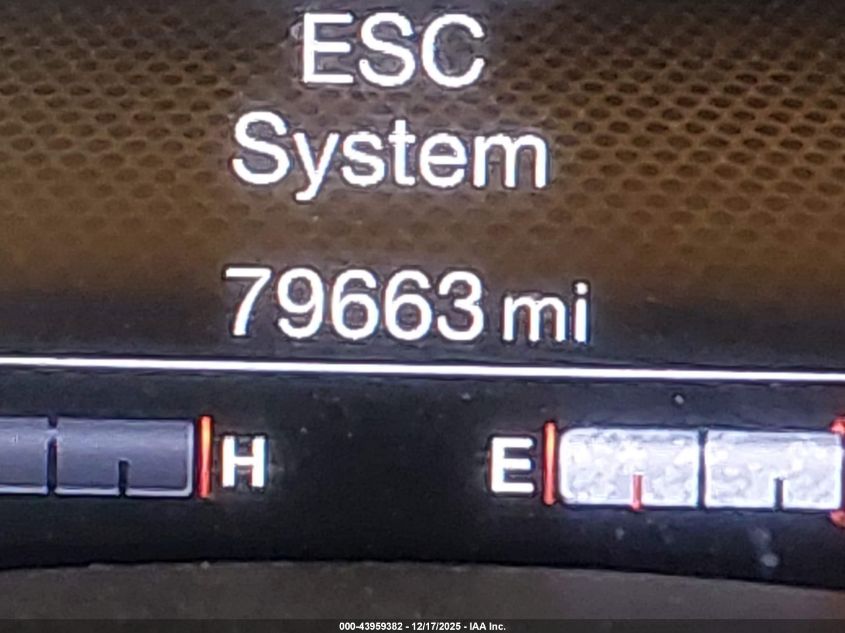 ESC
System
79663 mi
H E
000-43959382 - 12/17/2025 - IAA Inc.